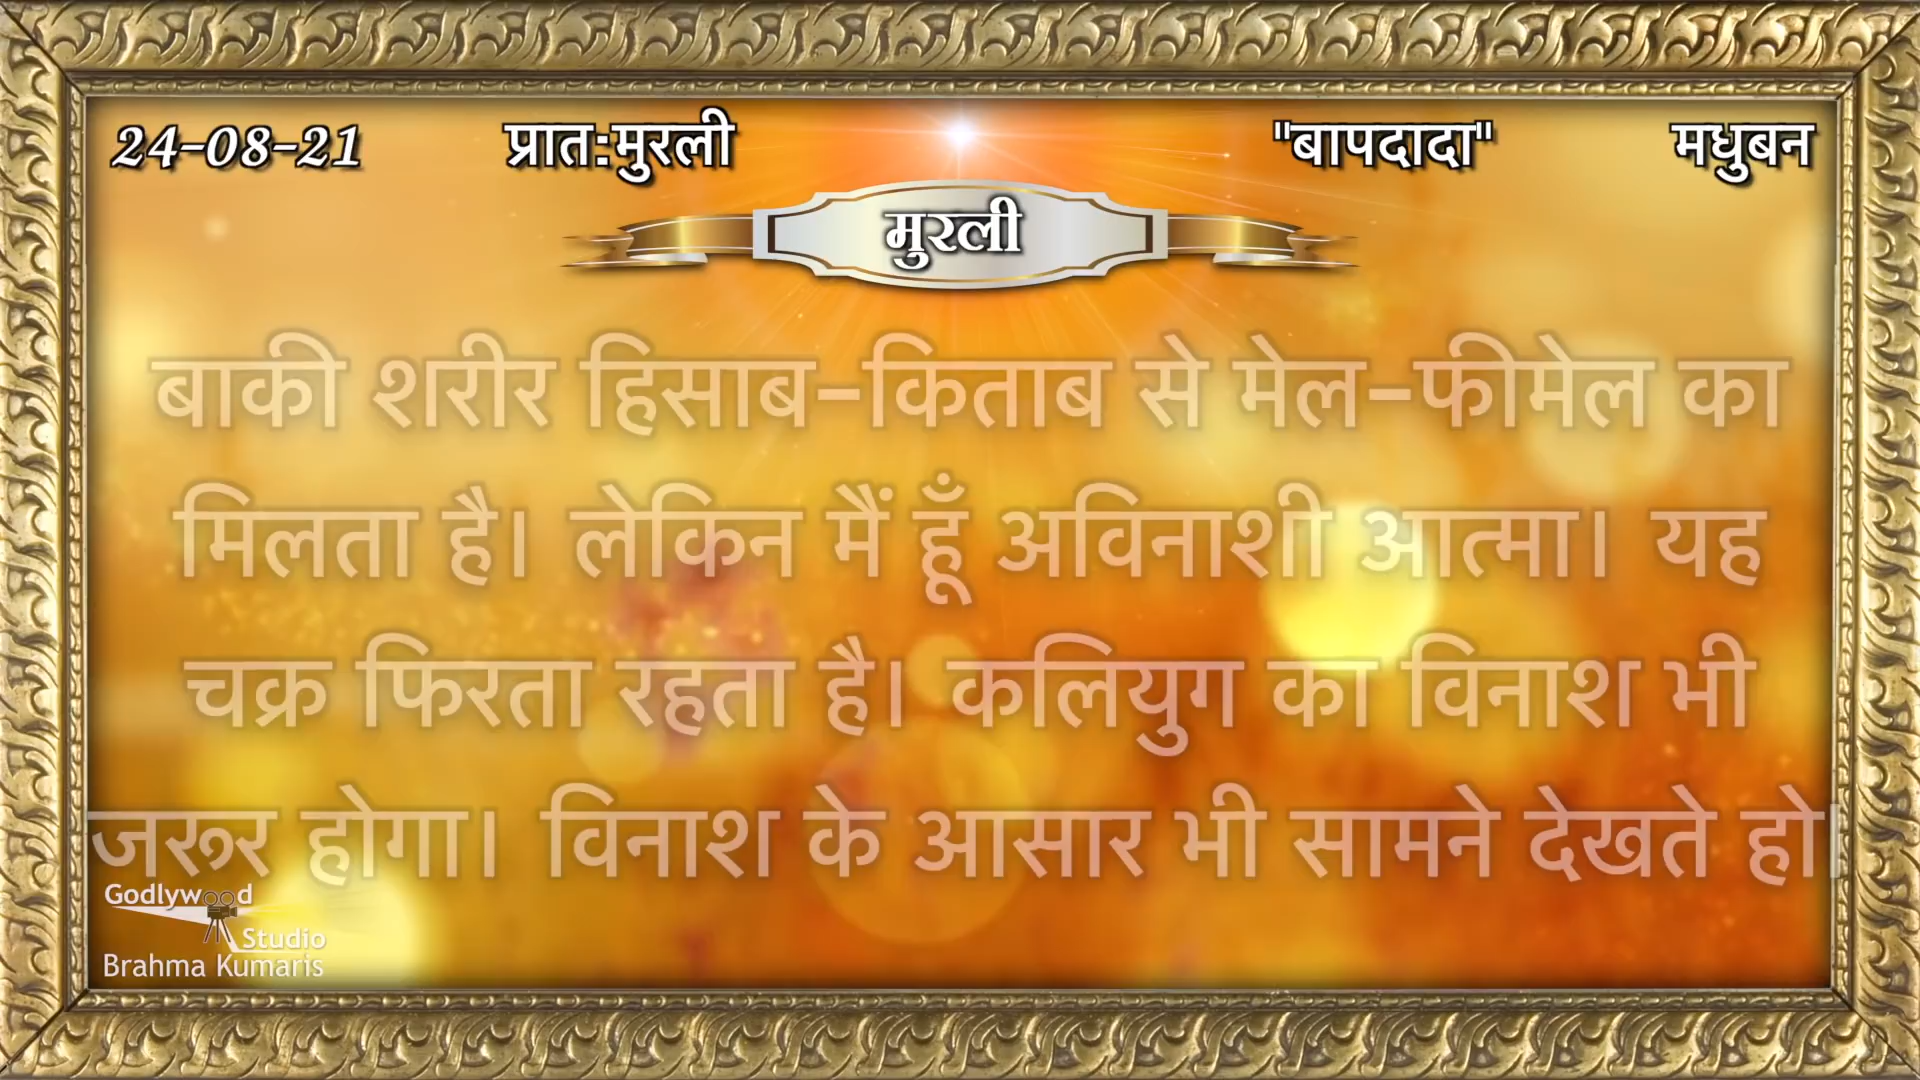 24-08-21 प्रात:मुरली "बापदादा" मधुबन
मुरली
बाकी शरीर हिसाब-किताब से मेल-फीमेल का
मिलता है। लेकिन मैं हूँ अविनाशी आत्मा। यह
चक्र फिरता रहता है। कलियुग का विनाश भी
जरूर होगा। विनाश के आसार भी सामने देखते हो।
Godlywood
Studio
Brahma Kumaris